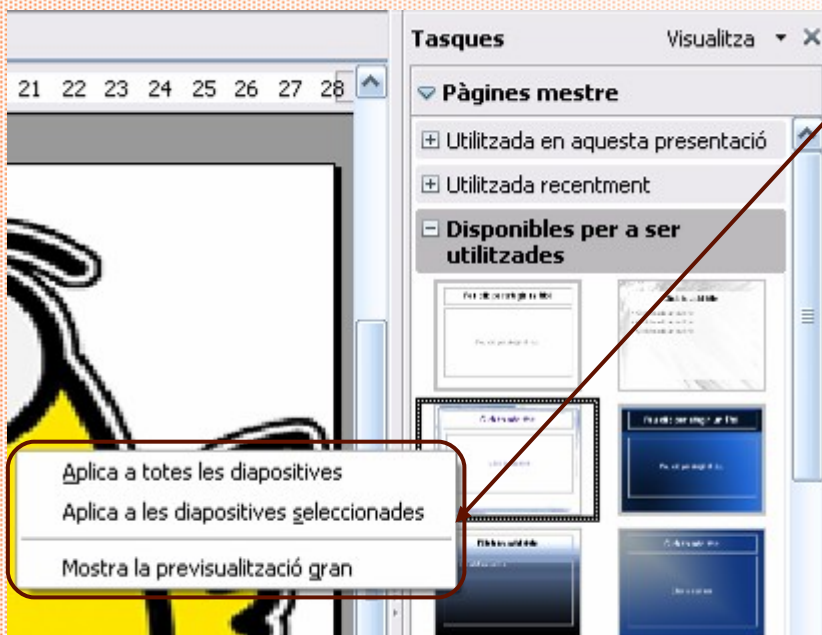 Tasques Visualitza
21 22 23 24 25 26 27 28
Pàgines mestre
Utilitzada en aquesta presentació
Utilitzada recentment
Disponibles per a ser
utilitzades
Aplica a totes les diapositives
Aplica a les diapositives seleccionades
Mostra la previsualització gran